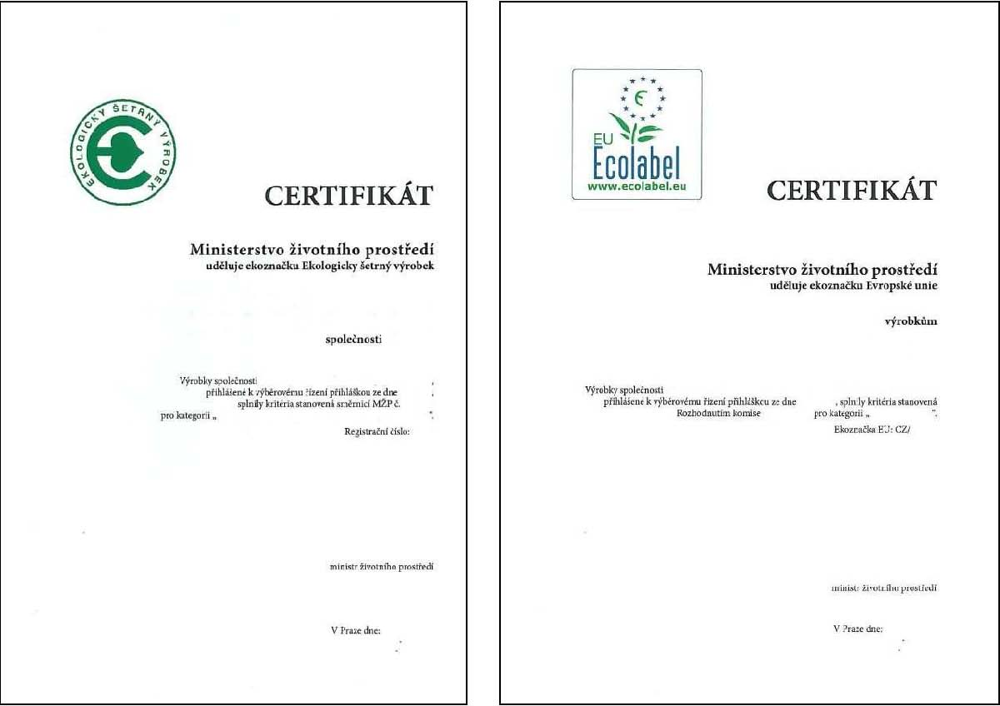 EKOLOGICKY ŠETRNÝ VÝROBEK
CERTIFIKÁT
Ministerstvo životního prostředí
uděluje ekoznačku Ekologicky šetrný výrobek
společnosti
Výrobky společnosti ,
přihlášené k výběrovému řízení přihláškou ze dne ,
splnily kritéria stanovená směrnicí MŽP č.
pro kategorii „ “.
Registrační číslo:
ministr životního prostředí
V Praze dne:
EU
Ecolabel
www.ecolabel.eu
CERTIFIKÁT
Ministerstvo životního prostředí
uděluje ekoznačku Evropské unie
výrobkům
Výrobky společnosti
přihlášené k výběrovému řízení přihláškou ze dne , splnily kritéria stanovená
Rozhodnutím komise pro kategorii „ “.
Ekoznačka EU: CZ/
ministr životního prostředí
V Praze dne: